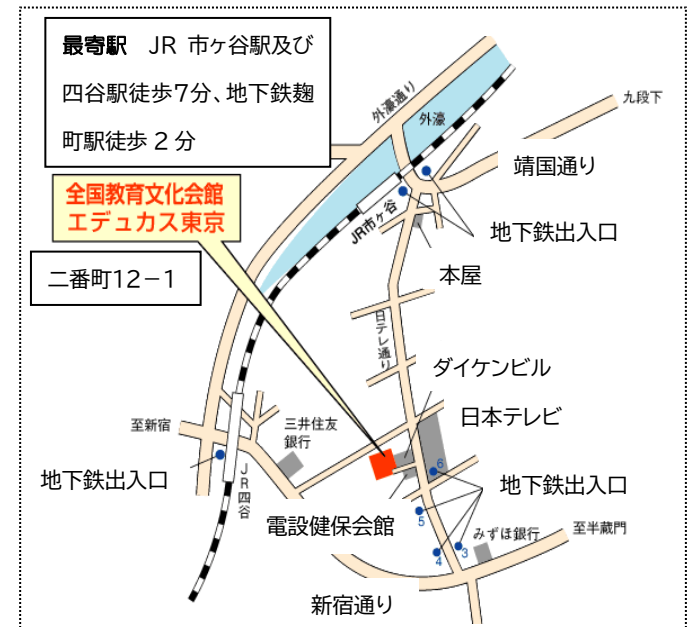 最寄駅　JR 市ヶ谷駅及び
四谷駅徒歩7分、地下鉄麹
町駅徒歩 2 分
外濠通り
外濠
九段下
靖国通り
全国教育文化会館
エデュカス東京
JR市ヶ谷
地下鉄出入口
二番町12－1
本屋
日テレ通り
ダイケンビル
日本テレビ
至新宿
三井住友
銀行
地下鉄出入口
JR四谷
6
地下鉄出入口
5
電設健保会館
みずほ銀行
至半蔵門
4
3
新宿通り